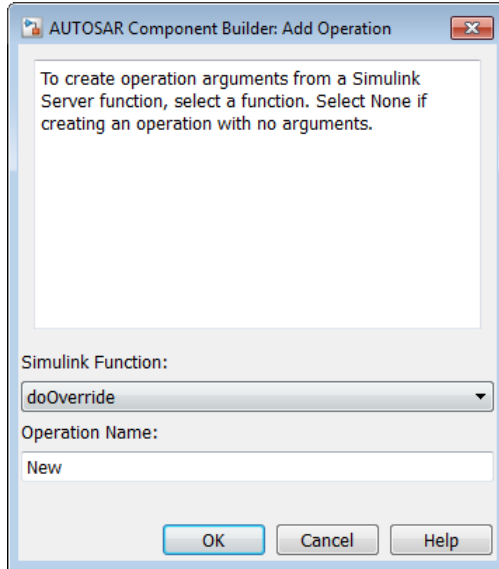 AUTOSAR Component Builder: Add Operation
To create operation arguments from a Simulink
Server function, select a function. Select None if
creating an operation with no arguments.
Simulink Function:
doOverride
Operation Name:
New
OK Cancel Help